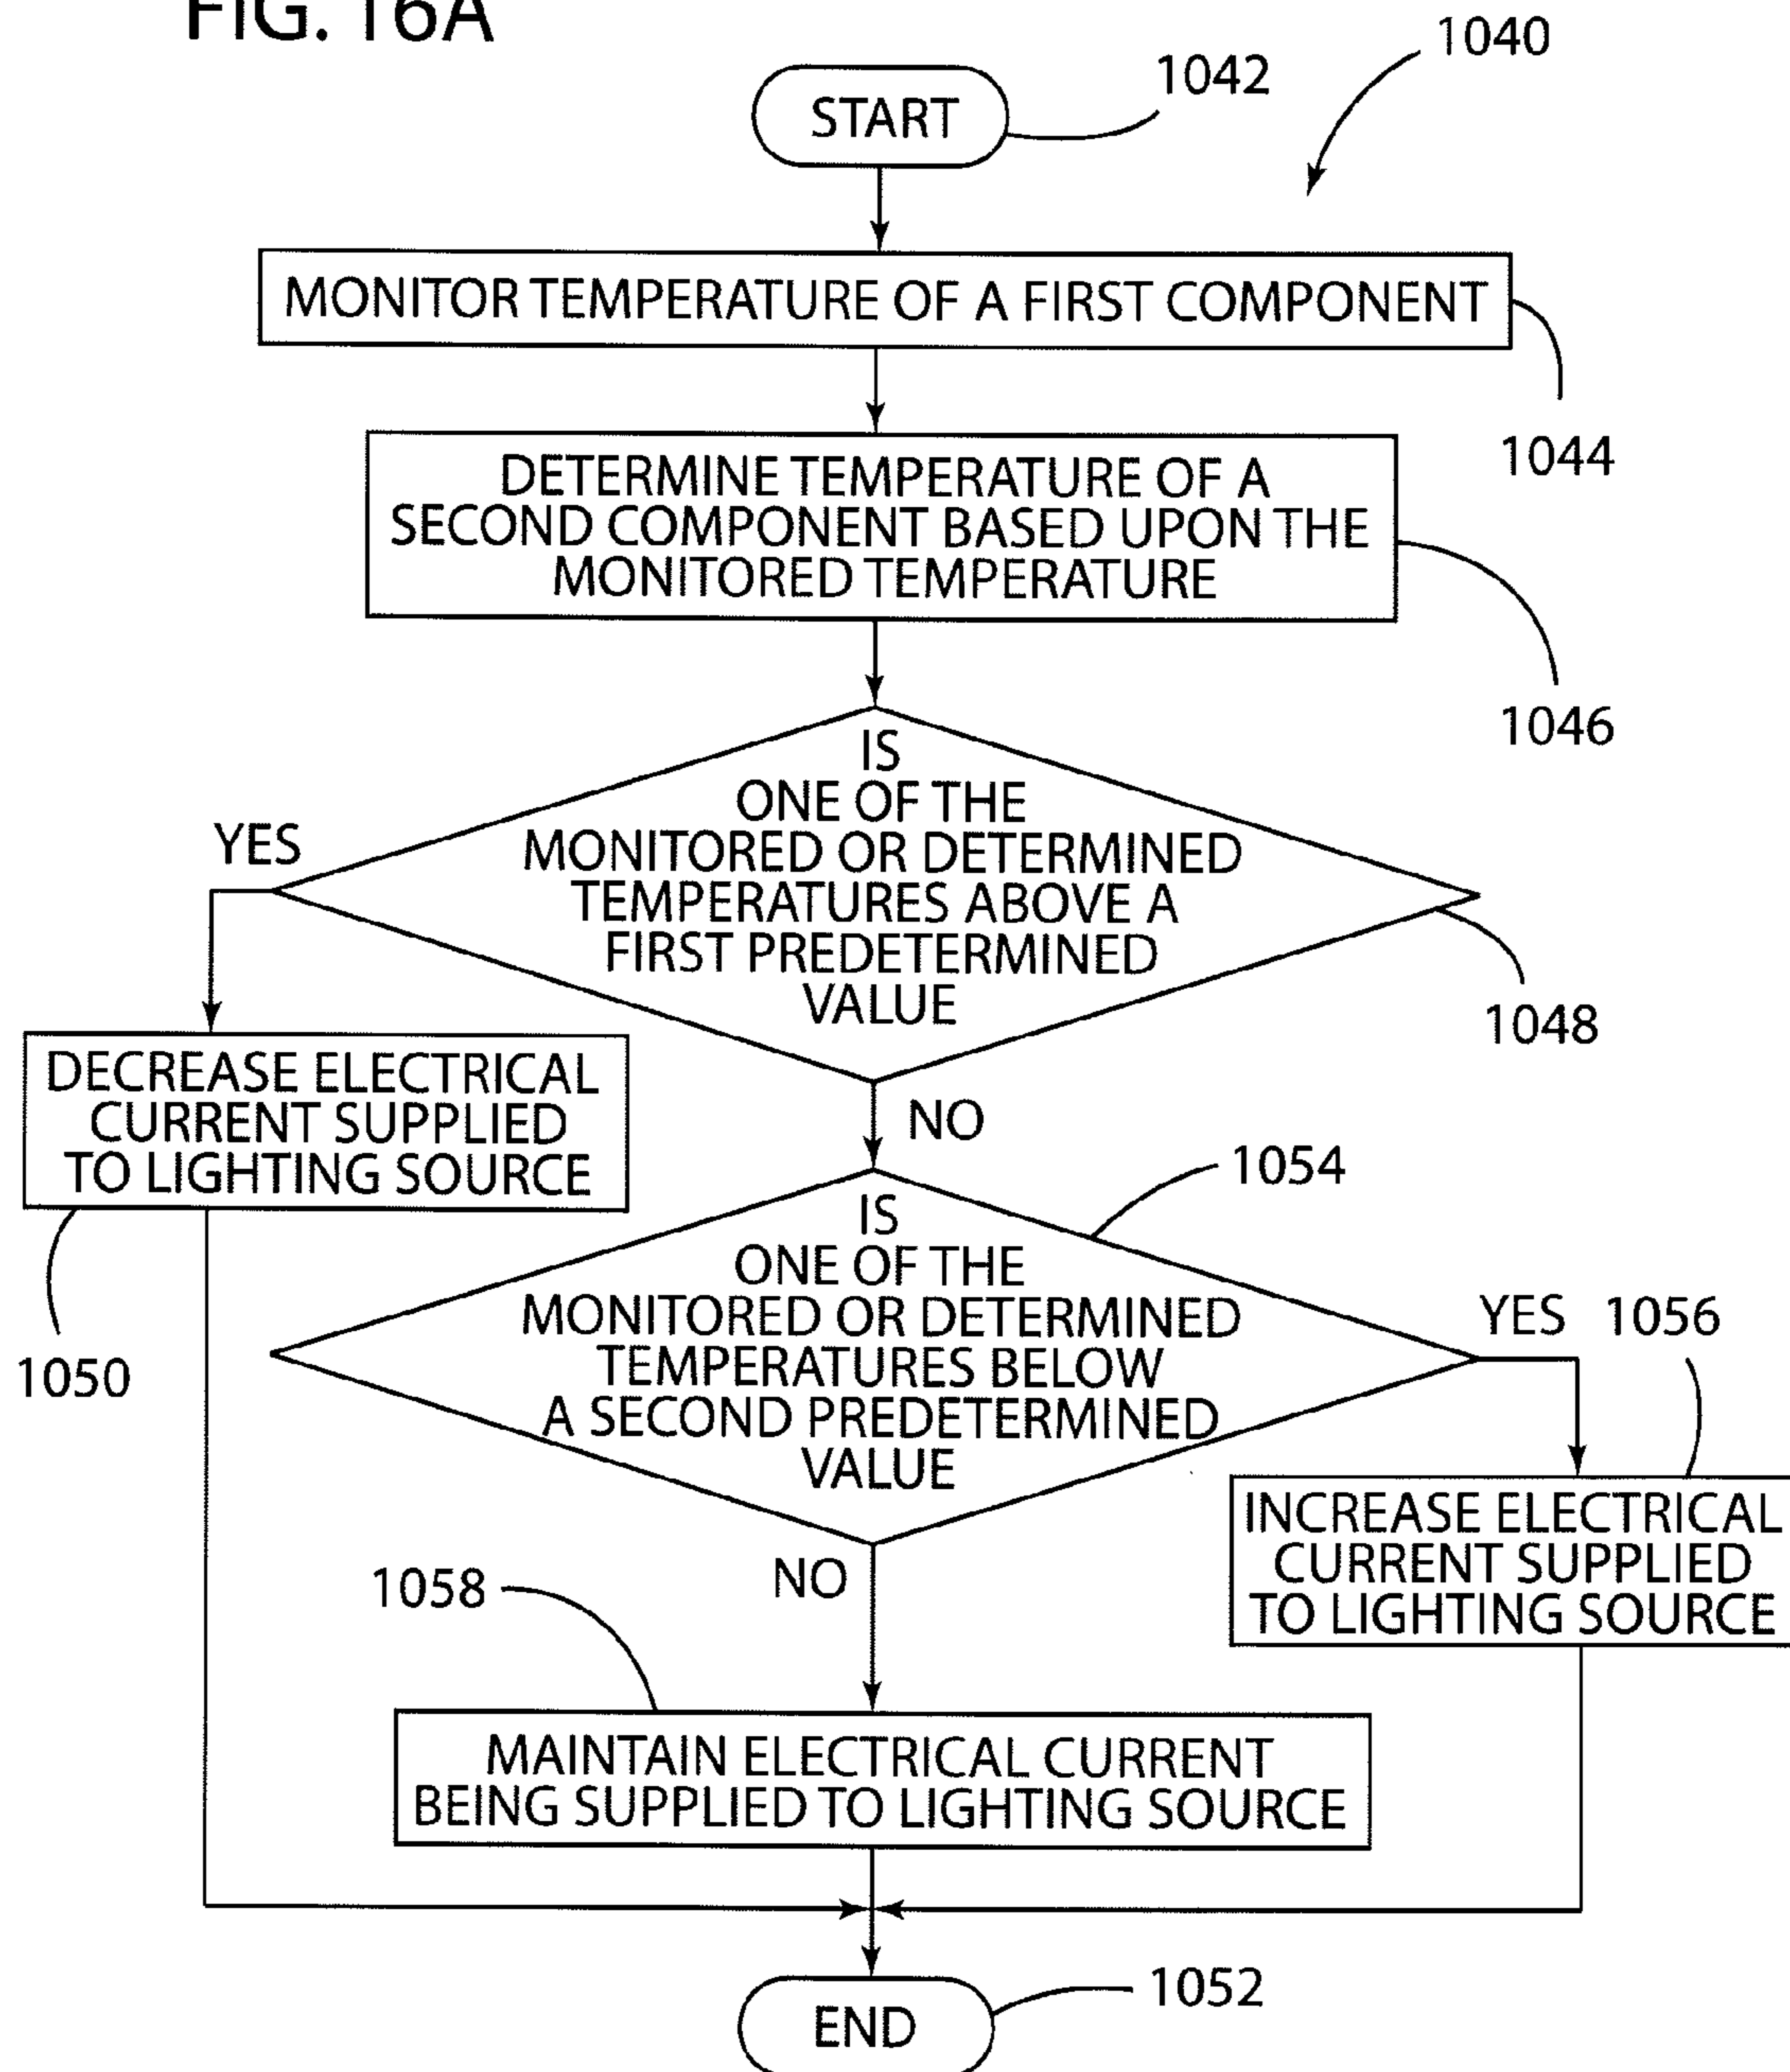 FIG. 16A
1040
1042
START
MONITOR TEMPERATURE OF A FIRST COMPONENT
1044
DETERMINE TEMPERATURE OF A
SECOND COMPONENT BASED UPON THE
MONITORED TEMPERATURE
1046
IS
ONE OF THE
MONITORED OR DETERMINED
TEMPERATURES ABOVE A
FIRST PREDETERMINED
VALUE
YES
1048
DECREASE ELECTRICAL
CURRENT SUPPLIED
TO LIGHTING SOURCE
NO
1050
1054
IS
ONE OF THE
MONITORED OR DETERMINED
TEMPERATURES BELOW
A SECOND PREDETERMINED
VALUE
YES
1056
INCREASE ELECTRICAL
CURRENT SUPPLIED
TO LIGHTING SOURCE
NO
1058
MAINTAIN ELECTRICAL CURRENT
BEING SUPPLIED TO LIGHTING SOURCE
1052
END